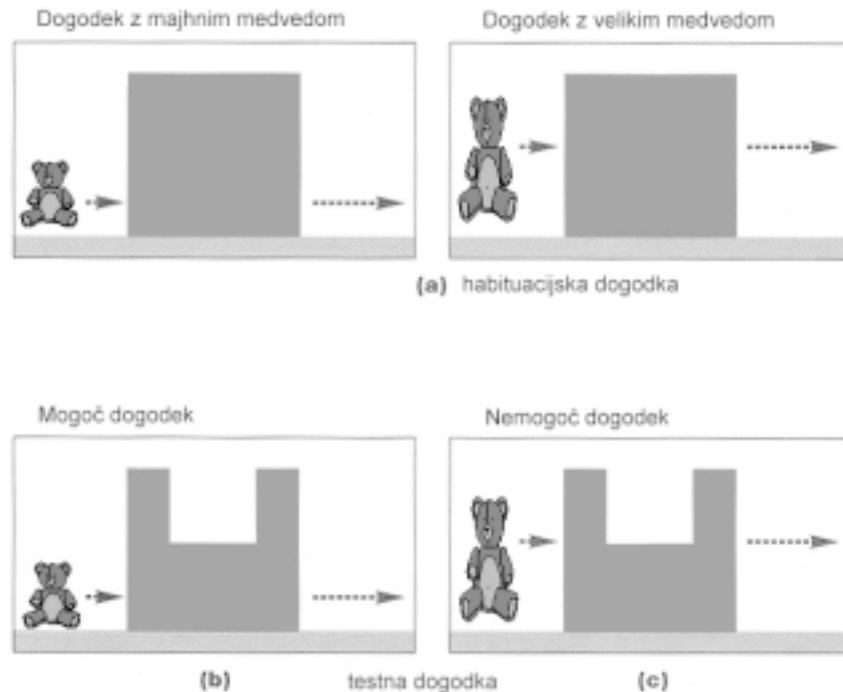 Dogodek z majhnim medvedom
Dogodek z velikim medvedom
(a) habituacijska dogodka
Mogoč dogodek
Nemogoč dogodek
(b) testna dogodka (c)